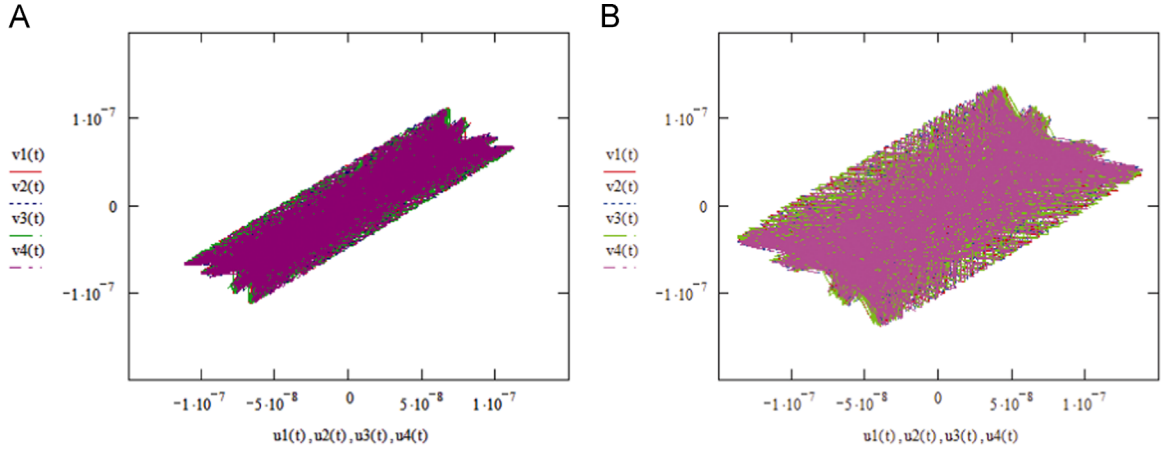 A
B
1·10⁻⁷
0
−1·10⁻⁷
v1(t)
v2(t)
v3(t)
v4(t)
−1·10⁻⁷ −5·10⁻⁸ 0 5·10⁻⁸ 1·10⁻⁷
u1(t),u2(t),u3(t),u4(t)
1·10⁻⁷
0
−1·10⁻⁷
v1(t)
v2(t)
v3(t)
v4(t)
−1·10⁻⁷ −5·10⁻⁸ 0 5·10⁻⁸ 1·10⁻⁷
u1(t),u2(t),u3(t),u4(t)